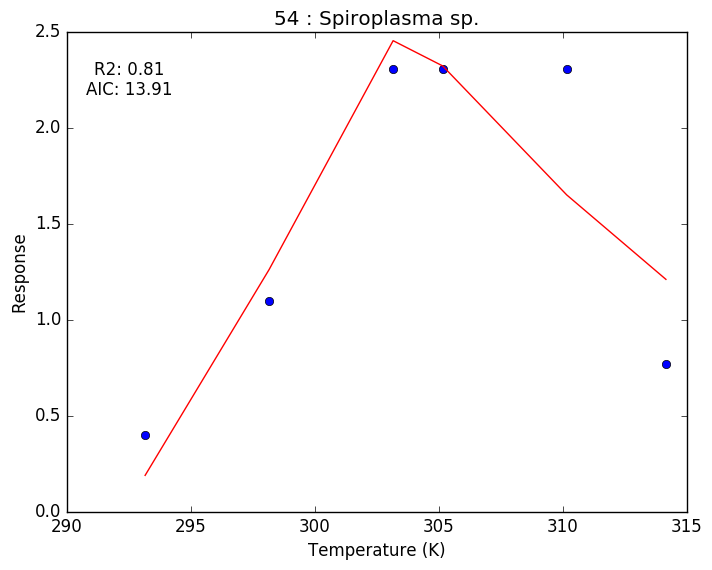 54 : Spiroplasma sp.
R2: 0.81
AIC: 13.91
2.5
2.0
1.5
1.0
0.5
0.0
Response
290 295 300 305 310 315
Temperature (K)